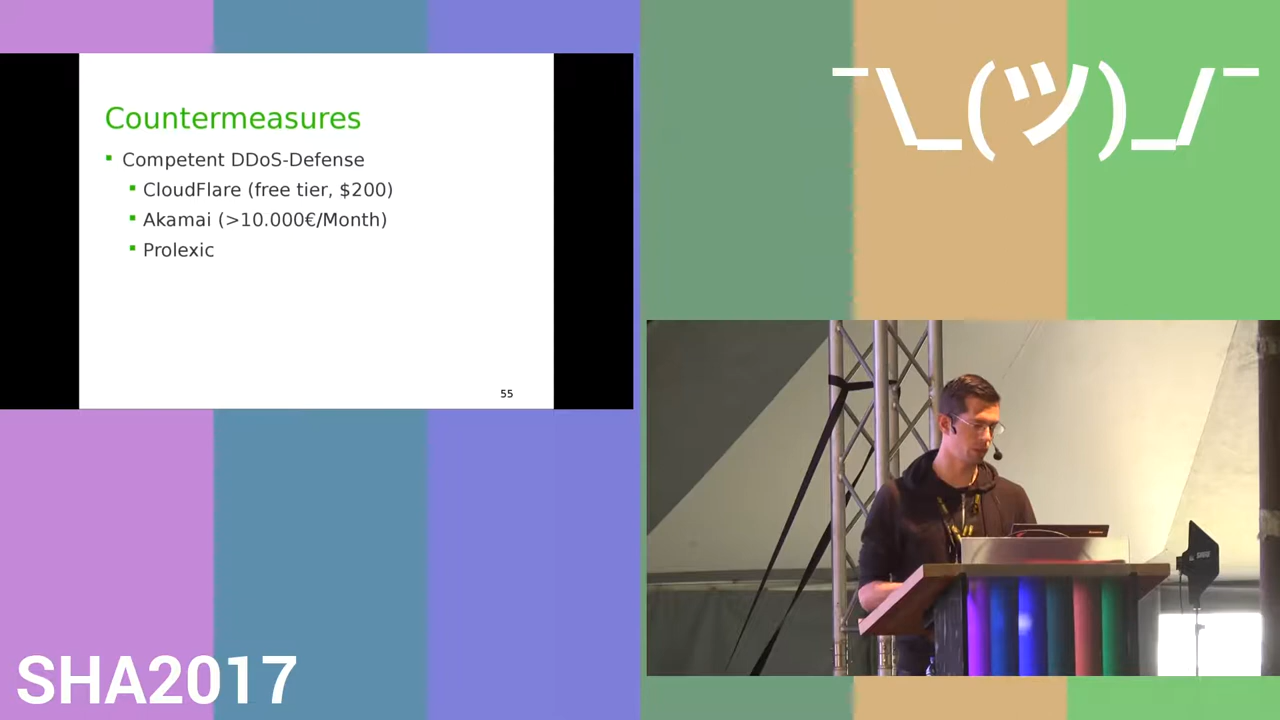 Countermeasures
Competent DDoS-Defense
CloudFlare (free tier, $200)
Akamai (>10.000€/Month)
Prolexic
55
¯\_(ツ)_/¯
SHA2017